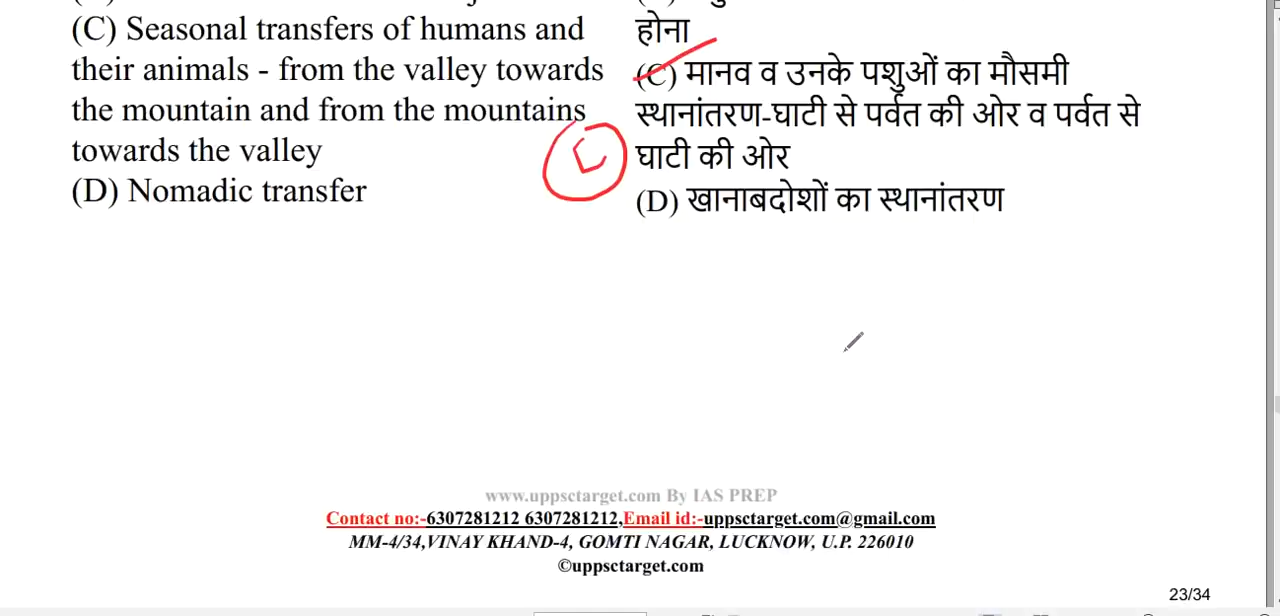 (C) Seasonal transfers of humans and
their animals - from the valley towards
the mountain and from the mountains
towards the valley
(D) Nomadic transfer
होना
(C) मानव व उनके पशुओं का मौसमी
स्थानांतरण-घाटी से पर्वत की ओर व पर्वत से
घाटी की ओर
(D) खानाबदोशों का स्थानांतरण
C
www.uppsctarget.com By IAS PREP
Contact no:-6307281212 6307281212,Email id:-uppsctarget.com@gmail.com
MM-4/34,VINAY KHAND-4, GOMTI NAGAR, LUCKNOW, U.P. 226010
©uppsctarget.com
23/34